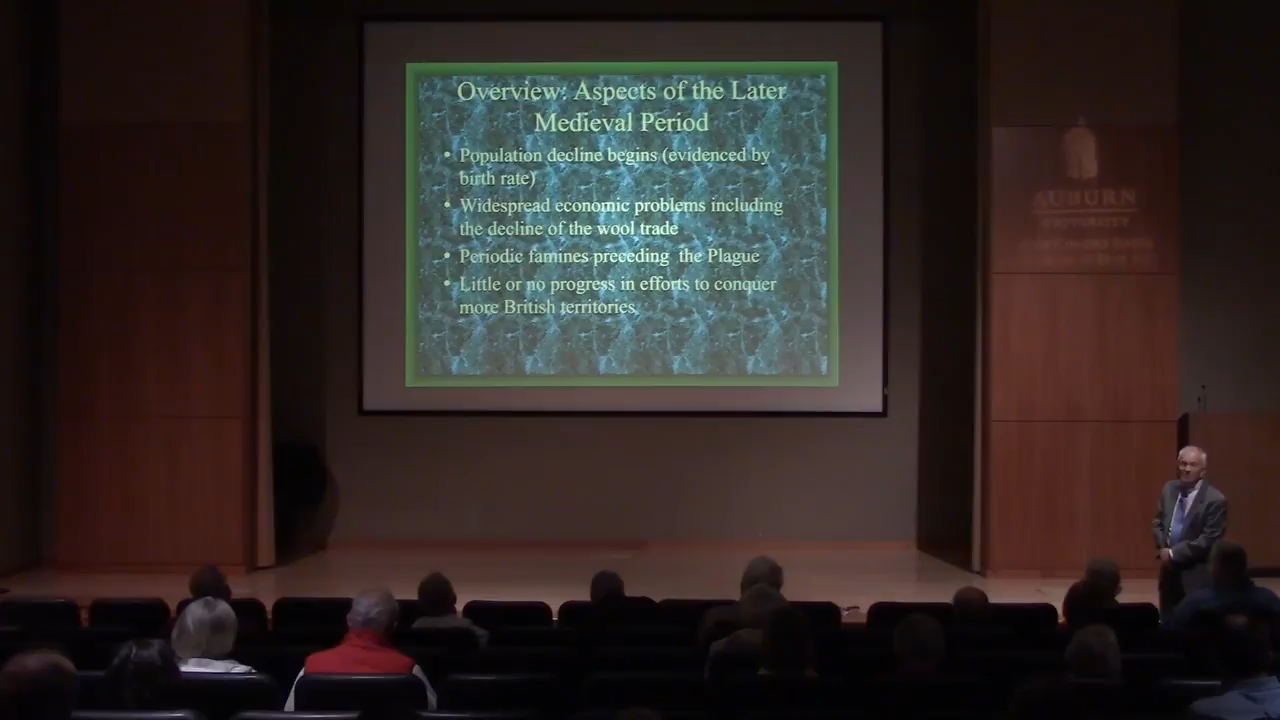 Overview: Aspects of the Later
Medieval Period
• Population decline begins (evidenced by
birth rate)
• Widespread economic problems including
the decline of the wool trade
• Periodic famines preceding the Plague
• Little or no progress in efforts to conquer
more British territories.
AUBURN
UNIVERSITY